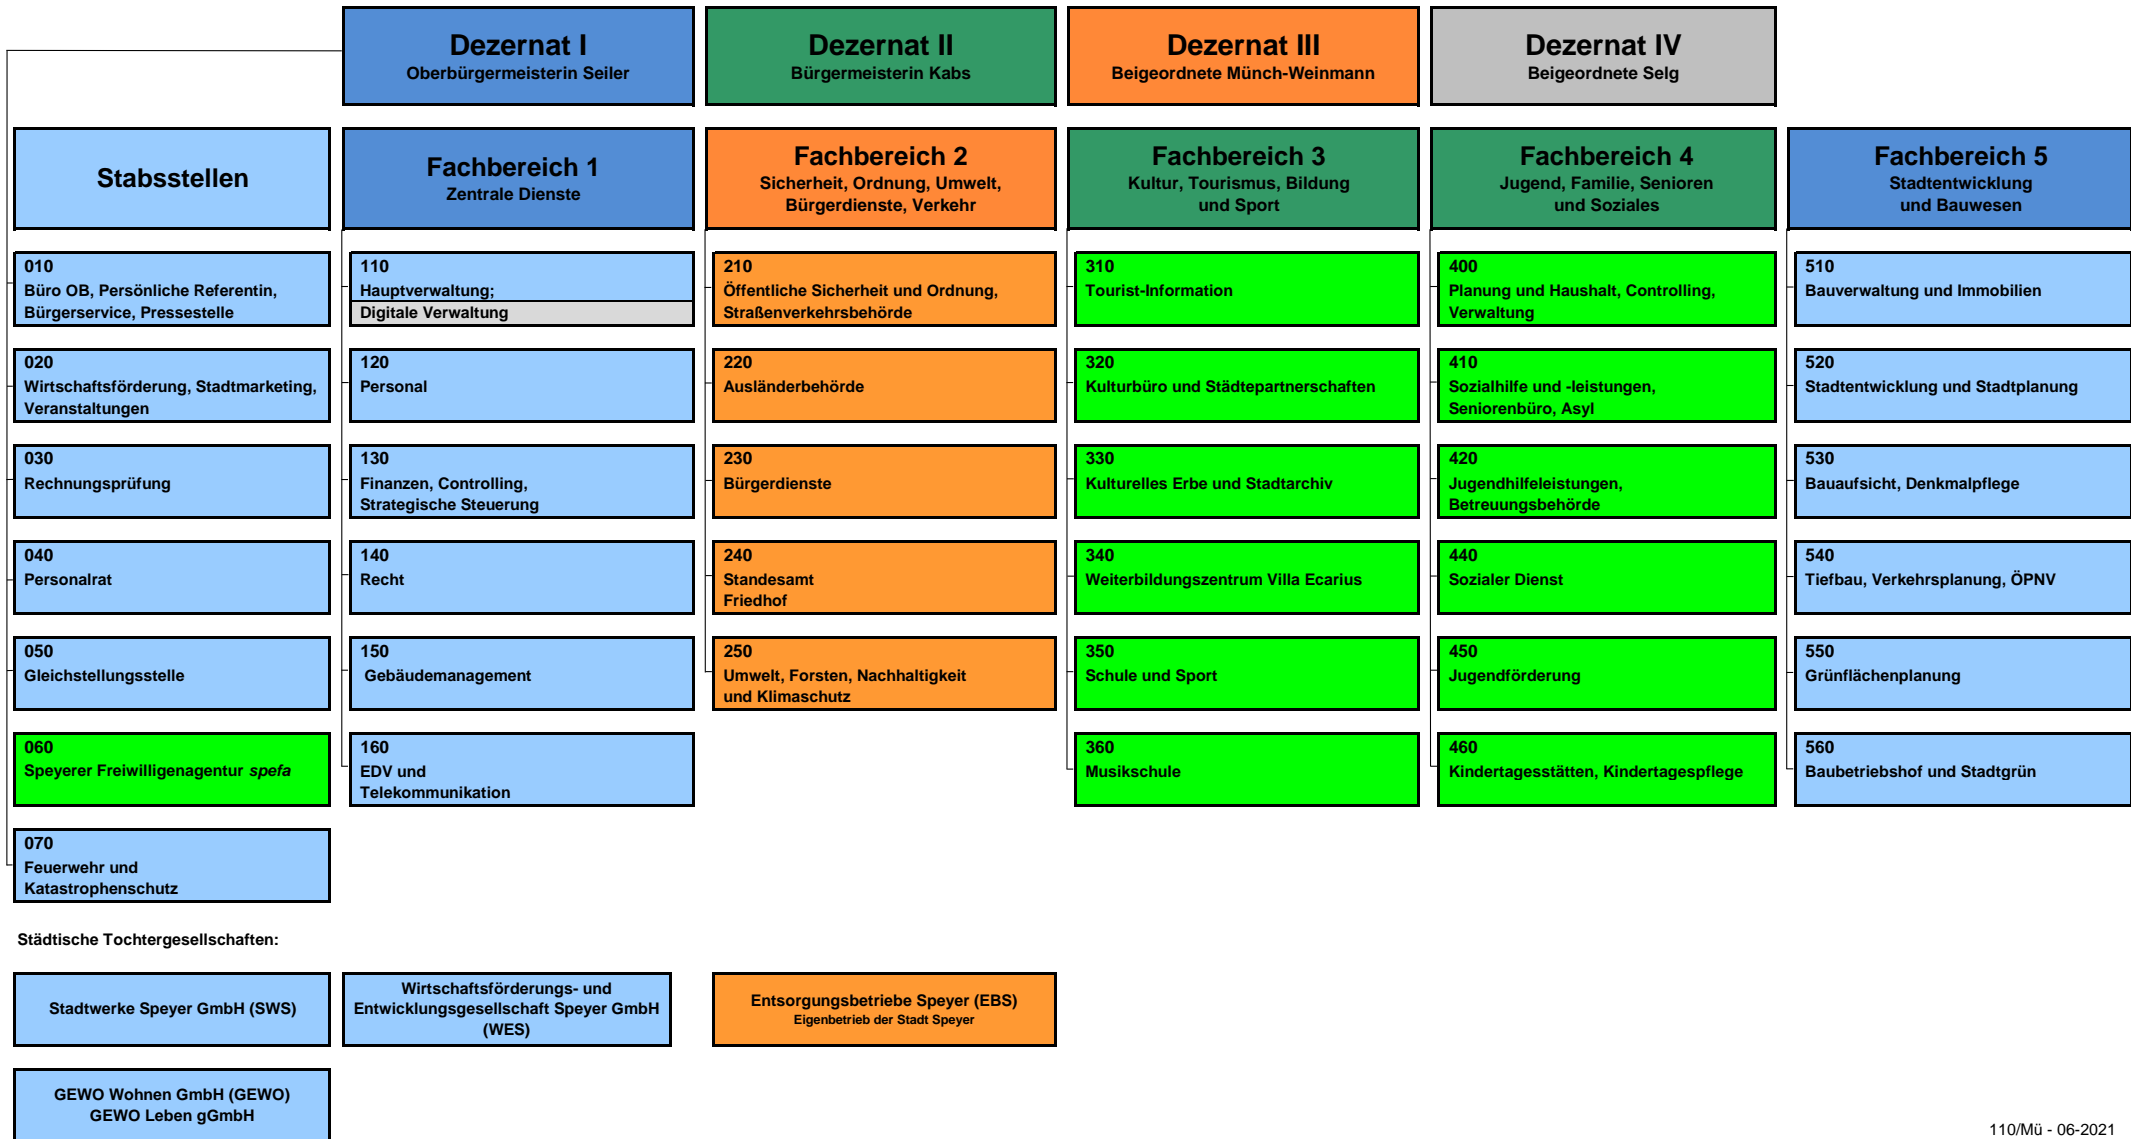 Dezernat I
Oberbürgermeisterin Seiler
Dezernat II
Bürgermeisterin Kabs
Dezernat III
Beigeordnete Münch-Weinmann
Dezernat IV
Beigeordnete Selg
Stabsstellen
Fachbereich 1
Zentrale Dienste
Fachbereich 2
Sicherheit, Ordnung, Umwelt,
Bürgerdienste, Verkehr
Fachbereich 3
Kultur, Tourismus, Bildung
und Sport
Fachbereich 4
Jugend, Familie, Senioren
und Soziales
Fachbereich 5
Stadtentwicklung
und Bauwesen
010
Büro OB, Persönliche Referentin,
Bürgerservice, Pressestelle
020
Wirtschaftsförderung, Stadtmarketing,
Veranstaltungen
030
Rechnungsprüfung
040
Personalrat
050
Gleichstellungsstelle
060
Speyerer Freiwilligenagentur spefa
070
Feuerwehr und
Katastrophenschutz
110
Hauptverwaltung;
Digitale Verwaltung
120
Personal
130
Finanzen, Controlling,
Strategische Steuerung
140
Recht
150
Gebäudemanagement
160
EDV und
Telekommunikation
210
Öffentliche Sicherheit und Ordnung,
Straßenverkehrsbehörde
220
Ausländerbehörde
230
Bürgerdienste
240
Standesamt
Friedhof
250
Umwelt, Forsten, Nachhaltigkeit
und Klimaschutz
310
Tourist-Information
320
Kulturbüro und Städtepartnerschaften
330
Kulturelles Erbe und Stadtarchiv
340
Weiterbildungszentrum Villa Ecarius
350
Schule und Sport
360
Musikschule
400
Planung und Haushalt, Controlling,
Verwaltung
410
Sozialhilfe und -leistungen,
Seniorenbüro, Asyl
420
Jugendhilfeleistungen,
Betreuungsbehörde
440
Sozialer Dienst
450
Jugendförderung
460
Kindertagesstätten, Kindertagespflege
510
Bauverwaltung und Immobilien
520
Stadtentwicklung und Stadtplanung
530
Bauaufsicht, Denkmalpflege
540
Tiefbau, Verkehrsplanung, ÖPNV
550
Grünflächenplanung
560
Baubetriebshof und Stadtgrün
Städtische Tochtergesellschaften:
Stadtwerke Speyer GmbH (SWS)
Wirtschaftsförderungs- und
Entwicklungsgesellschaft Speyer GmbH
(WES)
Entsorgungsbetriebe Speyer (EBS)
Eigenbetrieb der Stadt Speyer
GEWO Wohnen GmbH (GEWO)
GEWO Leben gGmbH
110/Mü - 06-2021